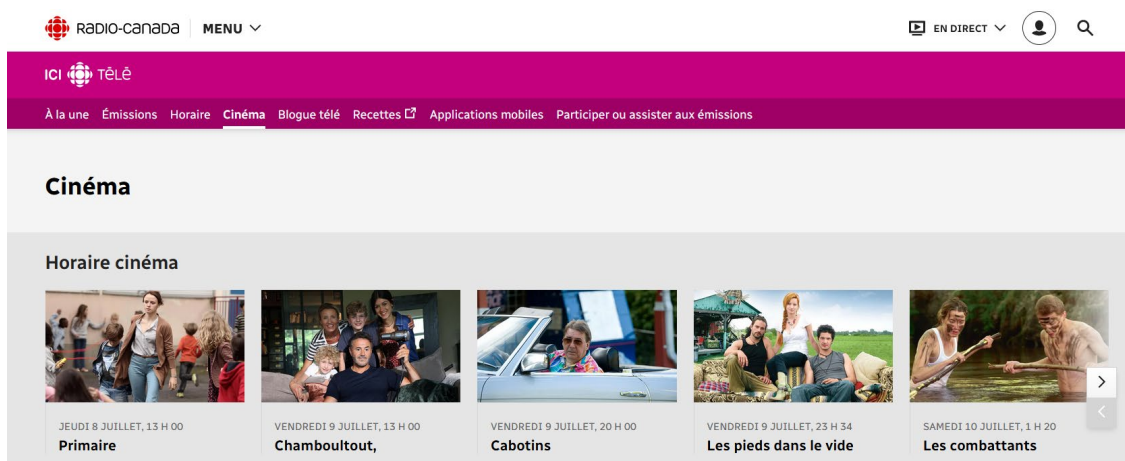 RADIO-CANADA MENU EN DIRECT
ICI TÉLÉ
À la une Émissions Horaire Cinéma Blogue télé Recettes Applications mobiles Participer ou assister aux émissions
Cinéma
Horaire cinéma
JEUDI 8 JUILLET, 13 H 00
Primaire
VENDREDI 9 JUILLET, 13 H 00
Chamboultout,
VENDREDI 9 JUILLET, 20 H 00
Cabotins
VENDREDI 9 JUILLET, 23 H 34
Les pieds dans le vide
SAMEDI 10 JUILLET, 1 H 20
Les combattants